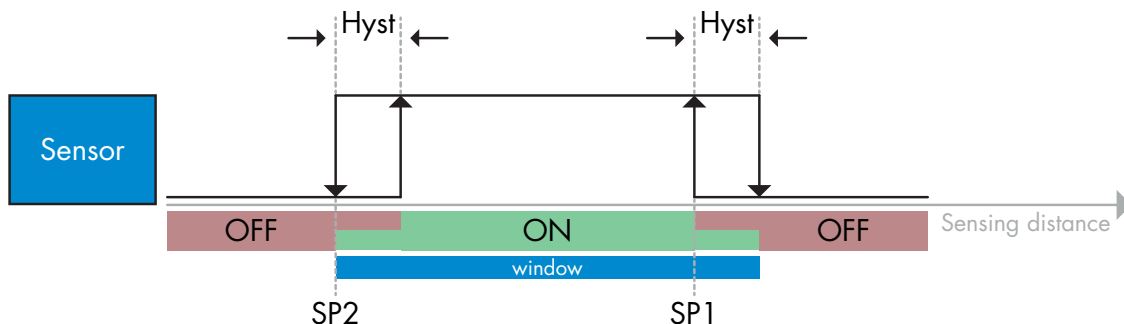 Hyst Hyst
Sensor
OFF ON OFF Sensing distance
window
SP2 SP1